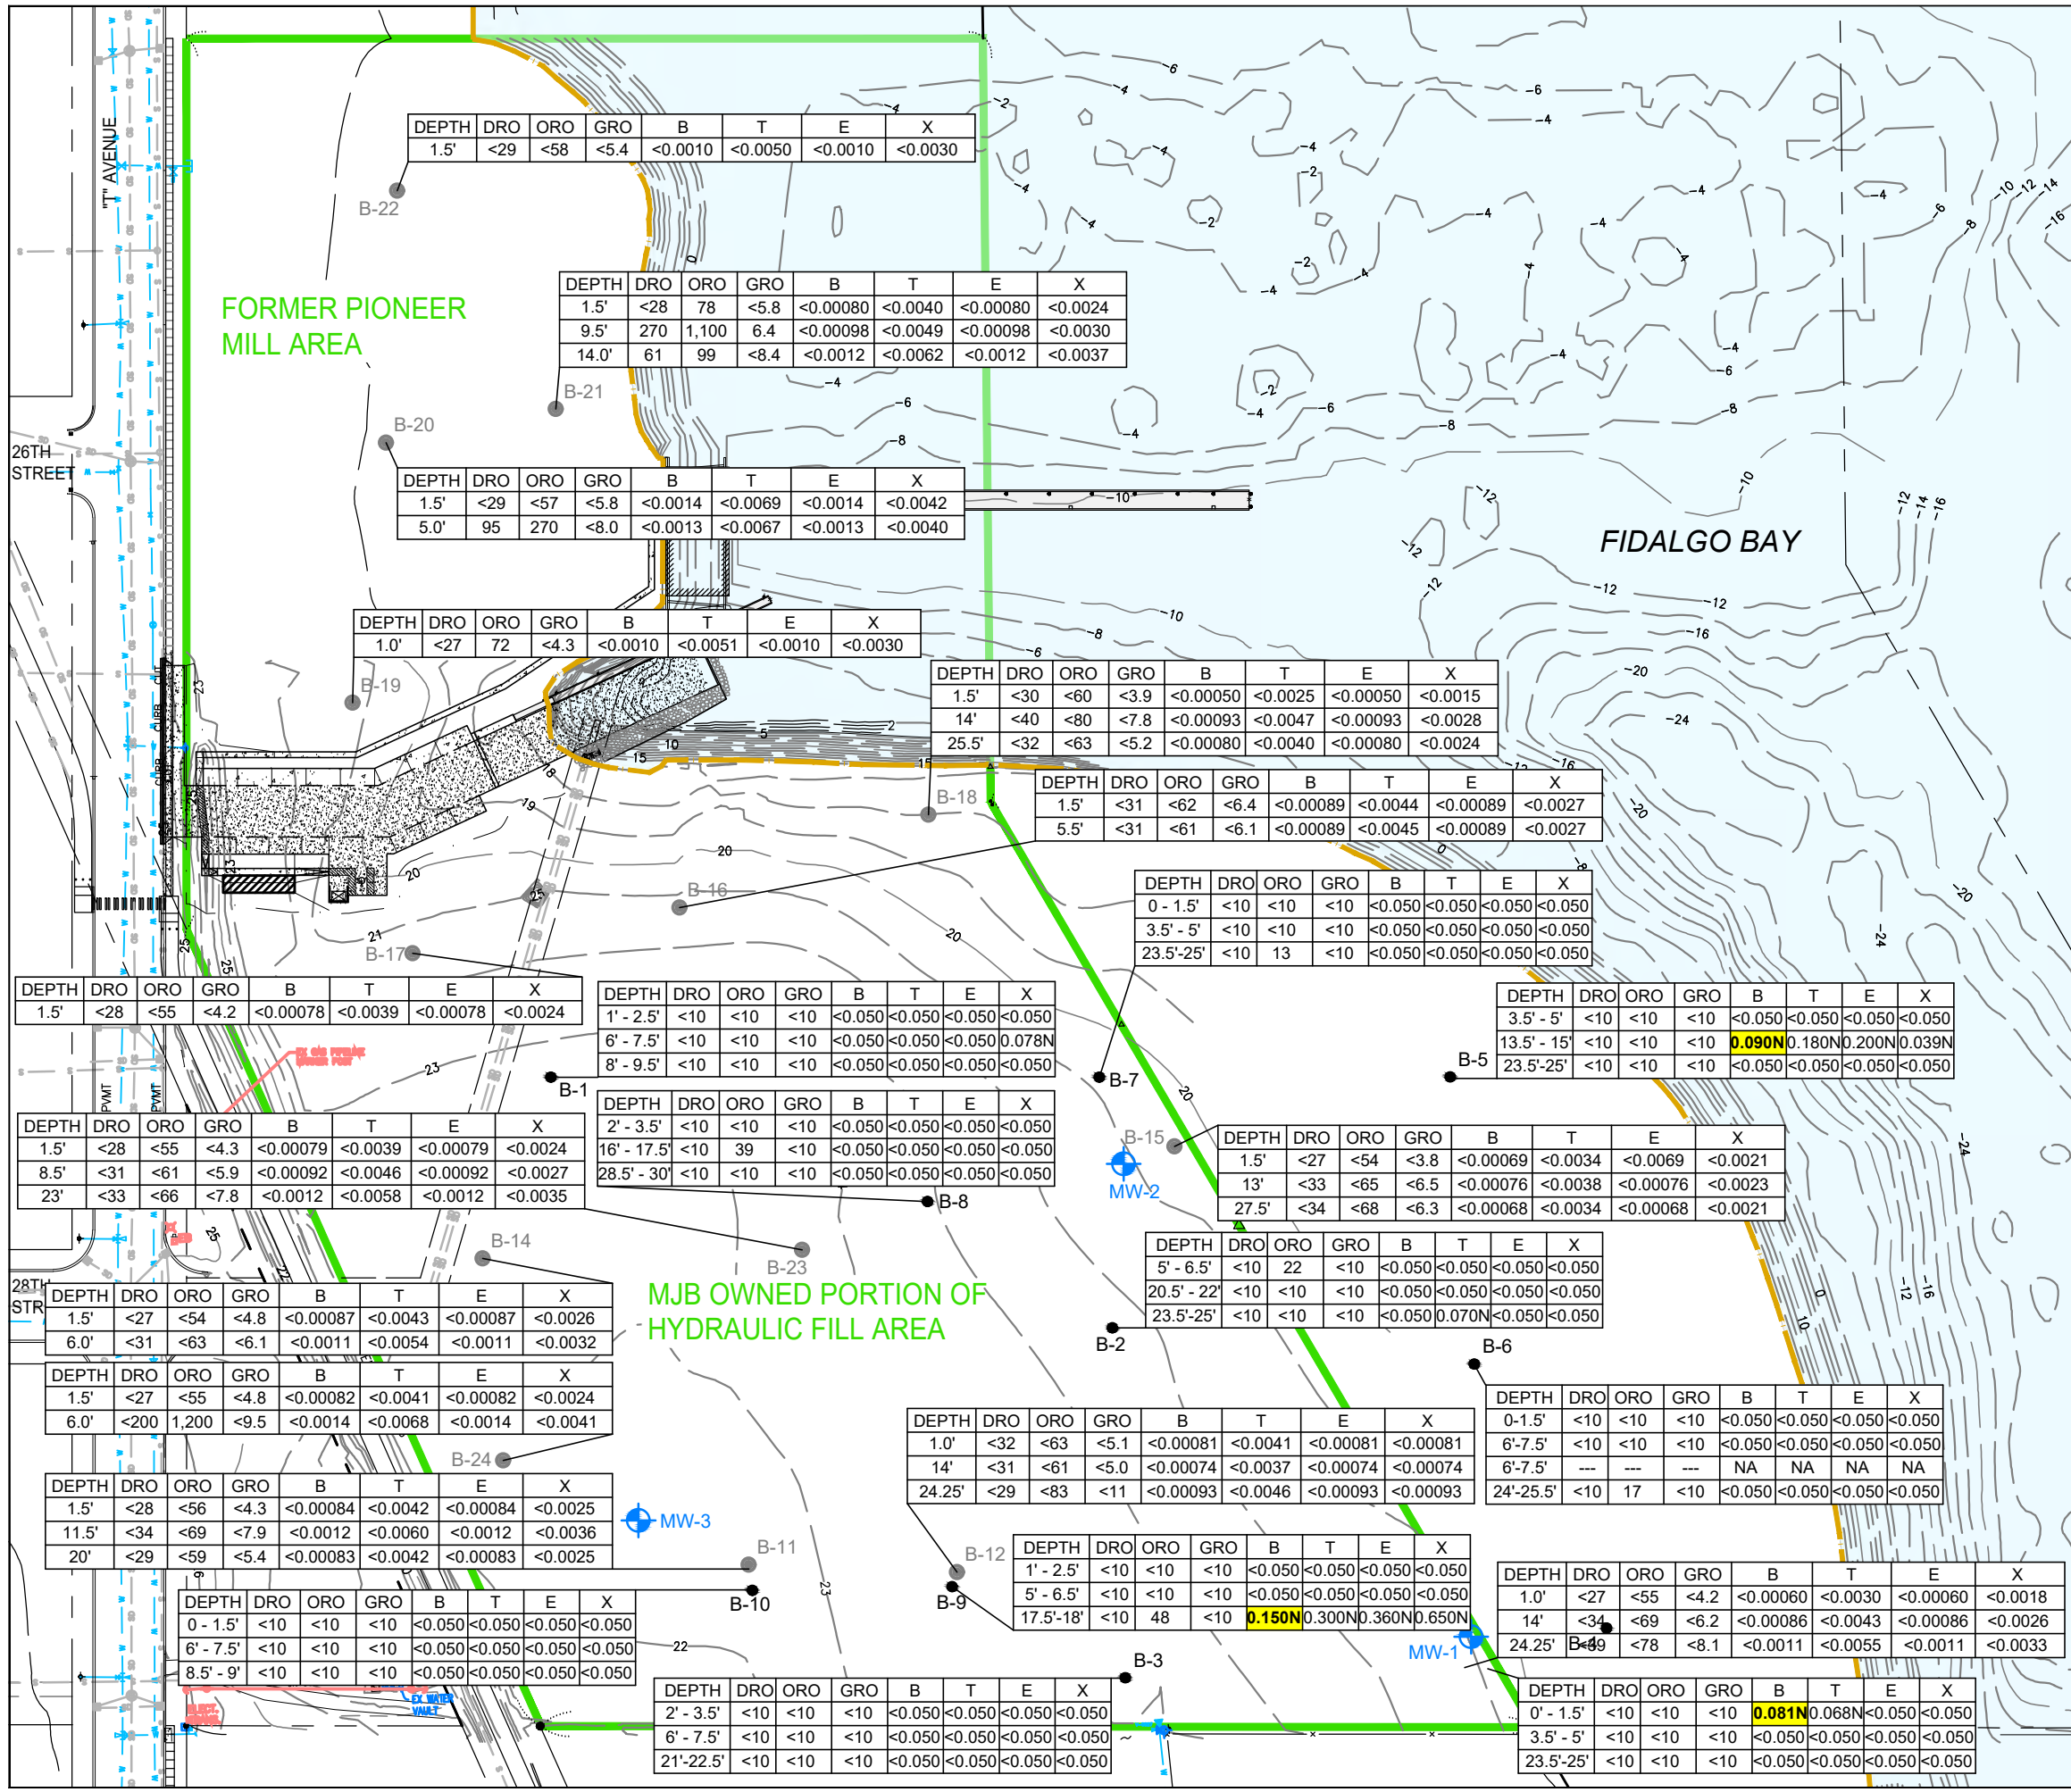 "T" AVENUE
DEPTH DRO ORO GRO B T E X
1.5' <29 <58 <5.4 <0.0010 <0.0050 <0.0010 <0.0030
B-22
FORMER PIONEER
MILL AREA
DEPTH DRO ORO GRO B T E X
1.5' <28 78 <5.8 <0.00080 <0.0040 <0.00080 <0.0024
9.5' 270 1,100 6.4 <0.00098 <0.0049 <0.00098 <0.0030
14.0' 61 99 <8.4 <0.0012 <0.0062 <0.0012 <0.0037
B-21
B-20
26TH
STREET
DEPTH DRO ORO GRO B T E X
1.5' <29 <57 <5.8 <0.0014 <0.0069 <0.0014 <0.0042
5.0' 95 270 <8.0 <0.0013 <0.0067 <0.0013 <0.0040
FIDALGO BAY
DEPTH DRO ORO GRO B T E X
1.0' <27 72 <4.3 <0.0010 <0.0051 <0.0010 <0.0030
B-19
CURB CUT
CURB
DEPTH DRO ORO GRO B T E X
1.5' <30 <60 <3.9 <0.00050 <0.0025 <0.00050 <0.0015
14' <40 <80 <7.8 <0.00093 <0.0047 <0.00093 <0.0028
25.5' <32 <63 <5.2 <0.00080 <0.0040 <0.00080 <0.0024
B-18
DEPTH DRO ORO GRO B T E X
1.5' <31 <62 <6.4 <0.00089 <0.0044 <0.00089 <0.0027
5.5' <31 <61 <6.1 <0.00089 <0.0045 <0.00089 <0.0027
B-16
DEPTH DRO ORO GRO B T E X
0 - 1.5' <10 <10 <10 <0.050 <0.050 <0.050 <0.050
3.5' - 5' <10 <10 <10 <0.050 <0.050 <0.050 <0.050
23.5'-25' <10 13 <10 <0.050 <0.050 <0.050 <0.050
B-17
DEPTH DRO ORO GRO B T E X
1.5' <28 <55 <4.2 <0.00078 <0.0039 <0.00078 <0.0024
DEPTH DRO ORO GRO B T E X
1' - 2.5' <10 <10 <10 <0.050 <0.050 <0.050 <0.050
6' - 7.5' <10 <10 <10 <0.050 <0.050 <0.050 0.078N
8' - 9.5' <10 <10 <10 <0.050 <0.050 <0.050 <0.050
B-1
B-7
DEPTH DRO ORO GRO B T E X
3.5' - 5' <10 <10 <10 <0.050 <0.050 <0.050 <0.050
13.5' - 15' <10 <10 <10 0.090N 0.180N 0.200N 0.039N
23.5'-25' <10 <10 <10 <0.050 <0.050 <0.050 <0.050
B-5
PVMT
PVMT
DEPTH DRO ORO GRO B T E X
1.5' <28 <55 <4.3 <0.00079 <0.0039 <0.00079 <0.0024
8.5' <31 <61 <5.9 <0.00092 <0.0046 <0.00092 <0.0027
23' <33 <66 <7.8 <0.0012 <0.0058 <0.0012 <0.0035
DEPTH DRO ORO GRO B T E X
2' - 3.5' <10 <10 <10 <0.050 <0.050 <0.050 <0.050
16' - 17.5' <10 39 <10 <0.050 <0.050 <0.050 <0.050
28.5' - 30' <10 <10 <10 <0.050 <0.050 <0.050 <0.050
B-8
B-15
MW-2
DEPTH DRO ORO GRO B T E X
1.5' <27 <54 <3.8 <0.00069 <0.0034 <0.0069 <0.0021
13' <33 <65 <6.5 <0.00076 <0.0038 <0.00076 <0.0023
27.5' <34 <68 <6.3 <0.00068 <0.0034 <0.00068 <0.0021
B-14
B-23
28TH
STR
MJB OWNED PORTION OF
HYDRAULIC FILL AREA
DEPTH DRO ORO GRO B T E X
5' - 6.5' <10 22 <10 <0.050 <0.050 <0.050 <0.050
20.5' - 22' <10 <10 <10 <0.050 <0.050 <0.050 <0.050
23.5'-25' <10 <10 <10 <0.050 0.070N <0.050 <0.050
B-2
B-6
DEPTH DRO ORO GRO B T E X
1.5' <27 <54 <4.8 <0.00087 <0.0043 <0.00087 <0.0026
6.0' <31 <63 <6.1 <0.0011 <0.0054 <0.0011 <0.0032
DEPTH DRO ORO GRO B T E X
1.5' <27 <55 <4.8 <0.00082 <0.0041 <0.00082 <0.0024
6.0' <200 1,200 <9.5 <0.0014 <0.0068 <0.0014 <0.0041
B-24
DEPTH DRO ORO GRO B T E X
0-1.5' <10 <10 <10 <0.050 <0.050 <0.050 <0.050
6'-7.5' <10 <10 <10 <0.050 <0.050 <0.050 <0.050
6'-7.5' --- --- --- NA NA NA NA
24'-25.5' <10 17 <10 <0.050 <0.050 <0.050 <0.050
DEPTH DRO ORO GRO B T E X
1.0' <32 <63 <5.1 <0.00081 <0.0041 <0.00081 <0.00081
14' <31 <61 <5.0 <0.00074 <0.0037 <0.00074 <0.00074
24.25' <29 <83 <11 <0.00093 <0.0046 <0.00093 <0.00093
DEPTH DRO ORO GRO B T E X
1.5' <28 <56 <4.3 <0.00084 <0.0042 <0.00084 <0.0025
11.5' <34 <69 <7.9 <0.0012 <0.0060 <0.0012 <0.0036
20' <29 <59 <5.4 <0.00083 <0.0042 <0.00083 <0.0025
MW-3
B-11
B-10
B-12
B-9
DEPTH DRO ORO GRO B T E X
1' - 2.5' <10 <10 <10 <0.050 <0.050 <0.050 <0.050
5' - 6.5' <10 <10 <10 <0.050 <0.050 <0.050 <0.050
17.5'-18' <10 48 <10 0.150N 0.300N 0.360N 0.650N
DEPTH DRO ORO GRO B T E X
1.0' <27 <55 <4.2 <0.00060 <0.0030 <0.00060 <0.0018
14' <34 <69 <6.2 <0.00086 <0.0043 <0.00086 <0.0026
24.25' <39 <78 <8.1 <0.0011 <0.0055 <0.0011 <0.0033
B-4
MW-1
DEPTH DRO ORO GRO B T E X
0 - 1.5' <10 <10 <10 <0.050 <0.050 <0.050 <0.050
6' - 7.5' <10 <10 <10 <0.050 <0.050 <0.050 <0.050
8.5' - 9' <10 <10 <10 <0.050 <0.050 <0.050 <0.050
EX. WATER
VAULT
B-3
DEPTH DRO ORO GRO B T E X
2' - 3.5' <10 <10 <10 <0.050 <0.050 <0.050 <0.050
6' - 7.5' <10 <10 <10 <0.050 <0.050 <0.050 <0.050
21'-22.5' <10 <10 <10 <0.050 <0.050 <0.050 <0.050
DEPTH DRO ORO GRO B T E X
0' - 1.5' <10 <10 <10 0.081N 0.068N <0.050 <0.050
3.5' - 5' <10 <10 <10 <0.050 <0.050 <0.050 <0.050
23.5'-25' <10 <10 <10 <0.050 <0.050 <0.050 <0.050